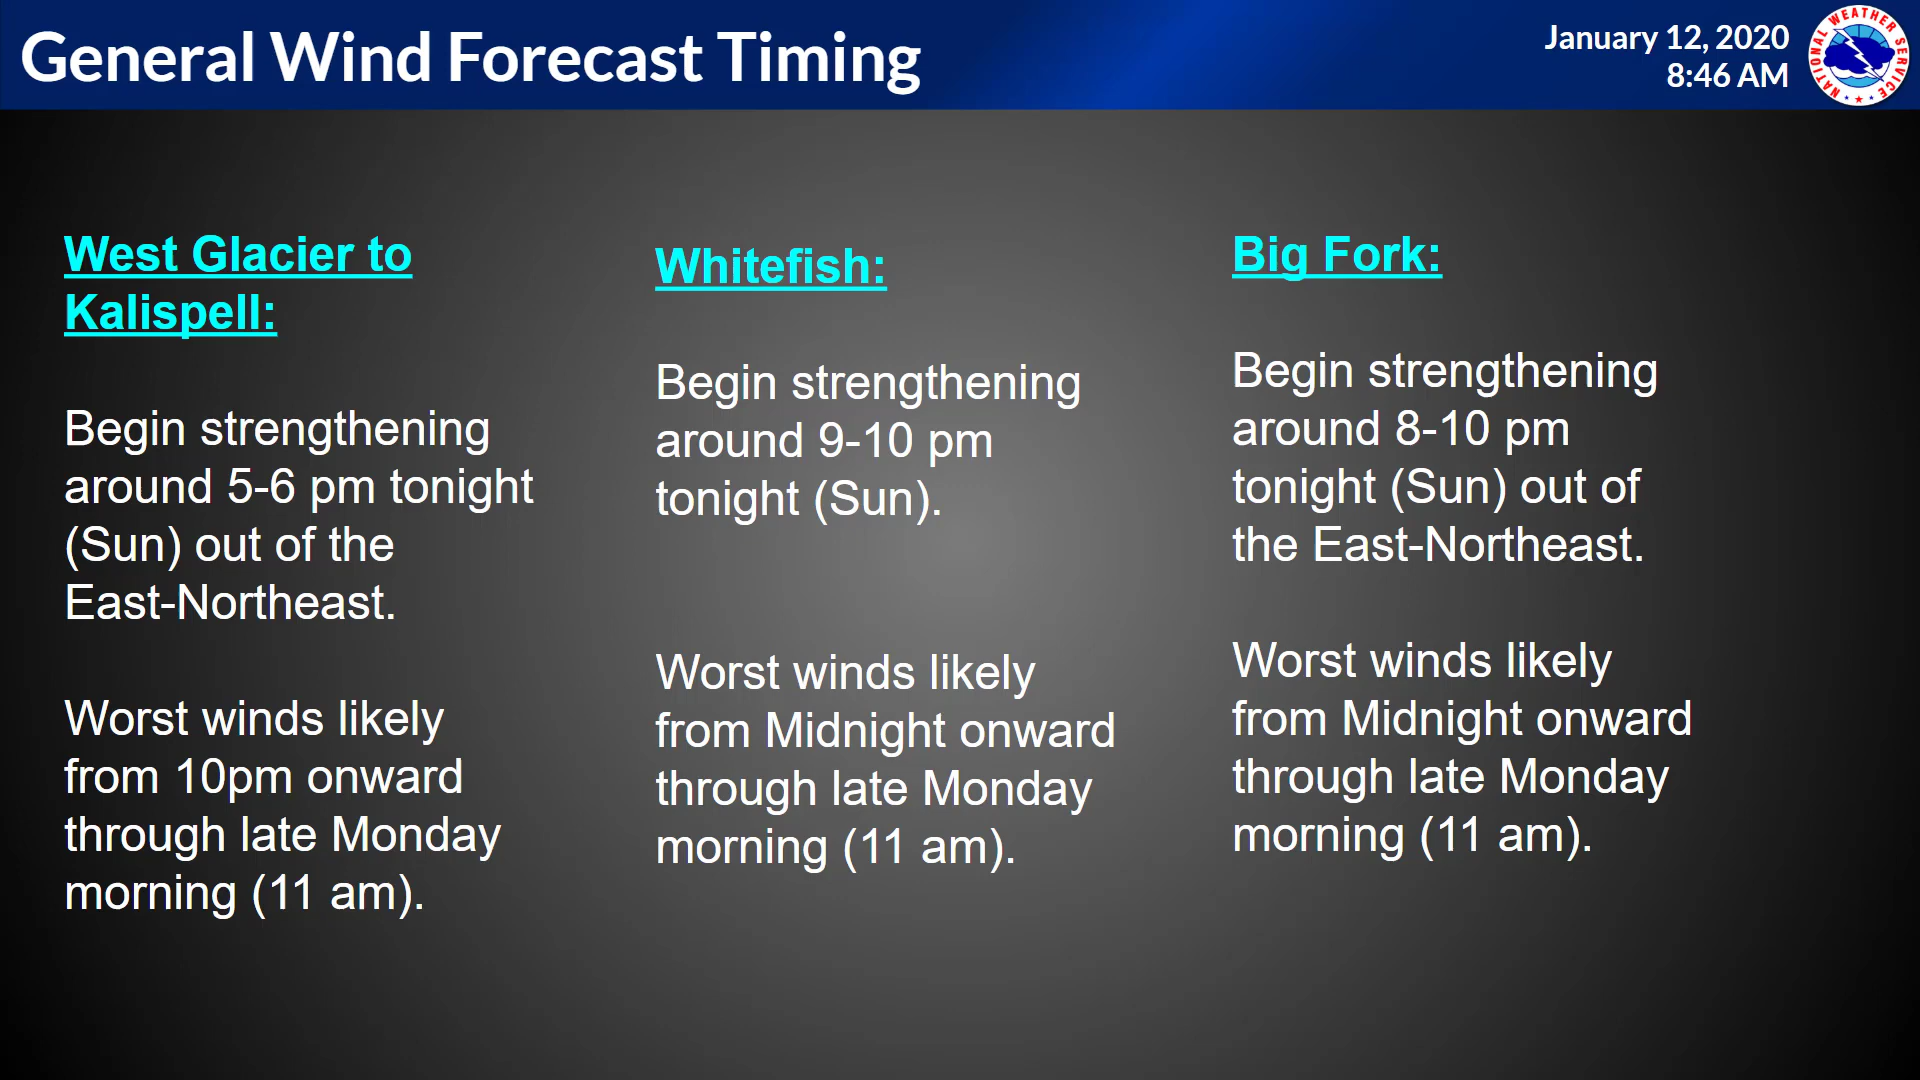 General Wind Forecast Timing
January 12, 2020
8:46 AM
NATIONAL WEATHER SERVICE
West Glacier to
Kalispell:
Begin strengthening
around 5-6 pm tonight
(Sun) out of the
East-Northeast.
Worst winds likely
from 10pm onward
through late Monday
morning (11 am).
Whitefish:
Begin strengthening
around 9-10 pm
tonight (Sun).
Worst winds likely
from Midnight onward
through late Monday
morning (11 am).
Big Fork:
Begin strengthening
around 8-10 pm
tonight (Sun) out of
the East-Northeast.
Worst winds likely
from Midnight onward
through late Monday
morning (11 am).